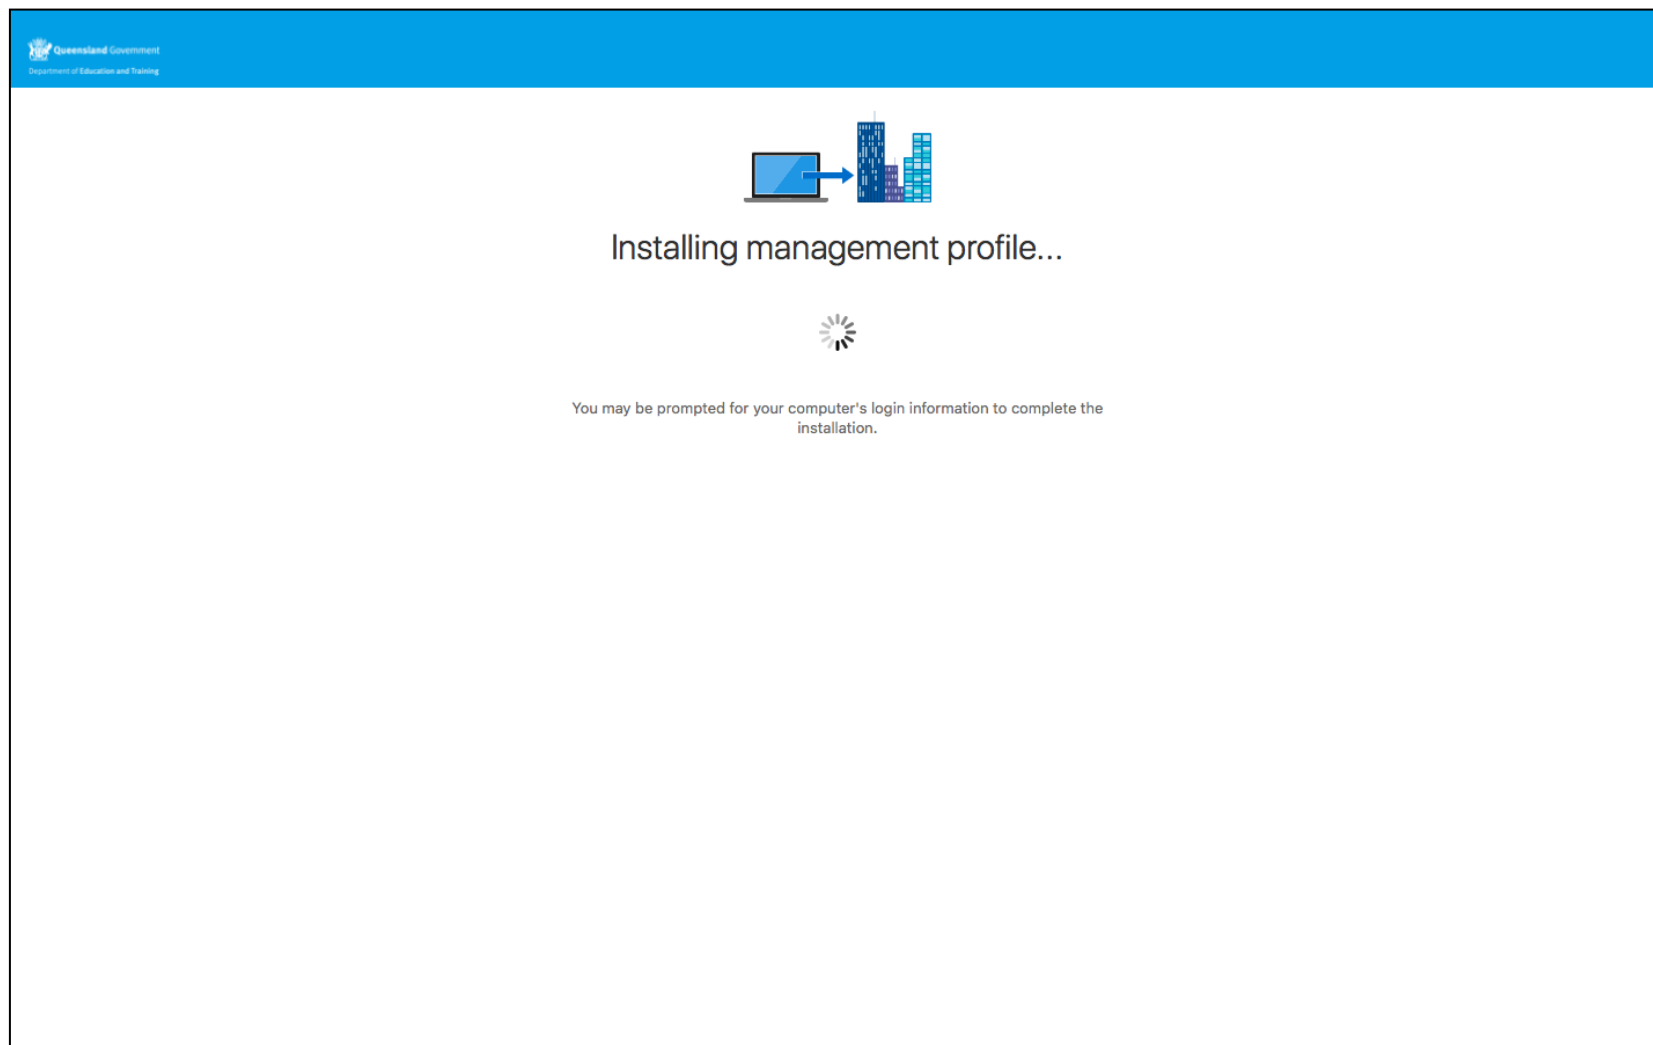 Queensland Government
Department of Education and Training
Installing management profile...
You may be prompted for your computer's login information to complete the
installation.